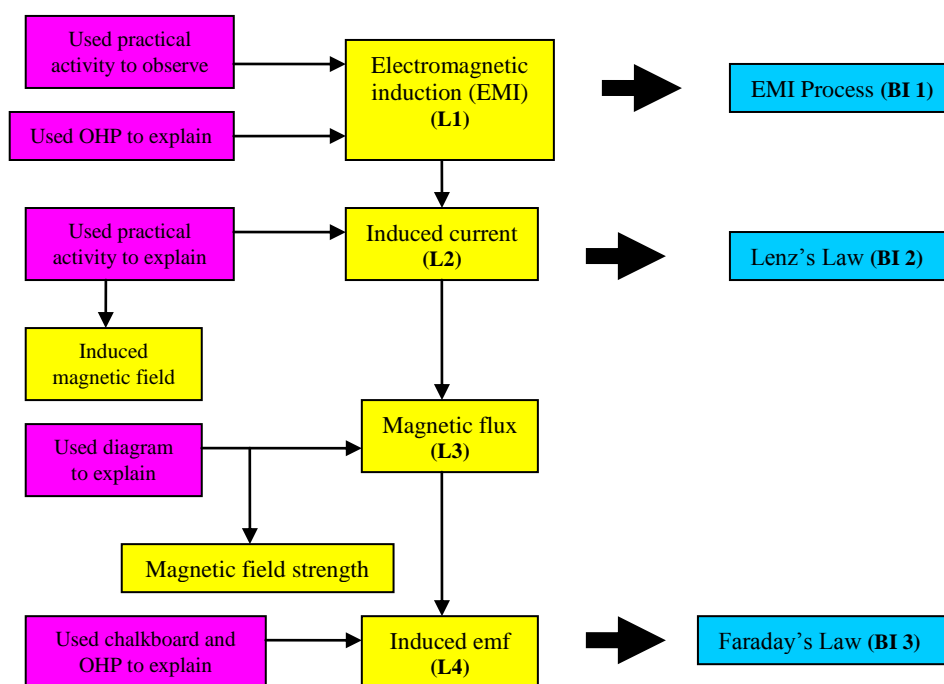 Used practical
activity to observe
Electromagnetic
induction (EMI)
(L1)
EMI Process (BI 1)
Used OHP to explain
Used practical
activity to explain
Induced current
(L2)
Lenz’s Law (BI 2)
Induced
magnetic field
Magnetic flux
(L3)
Used diagram
to explain
Magnetic field strength
Used chalkboard and
OHP to explain
Induced emf
(L4)
Faraday’s Law (BI 3)